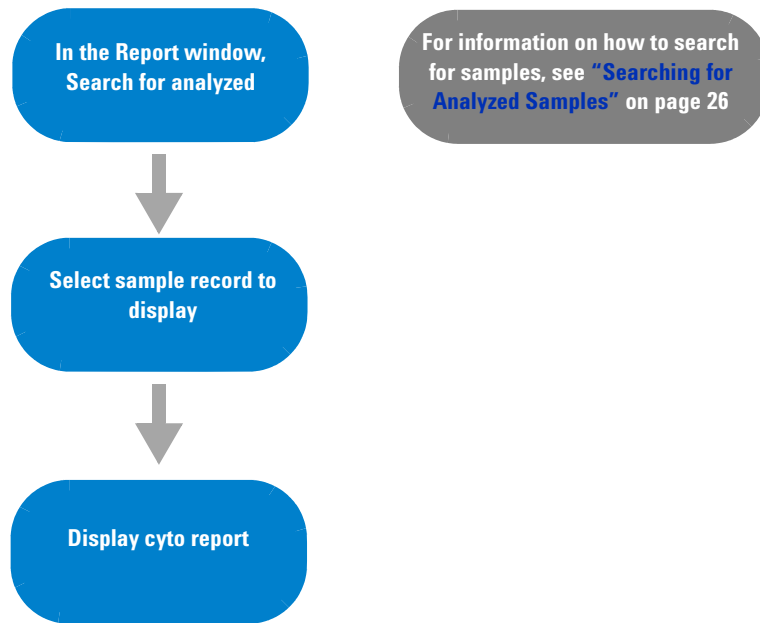 In the Report window,
Search for analyzed
For information on how to search
for samples, see “Searching for
Analyzed Samples” on page 26
Select sample record to
display
Display cyto report